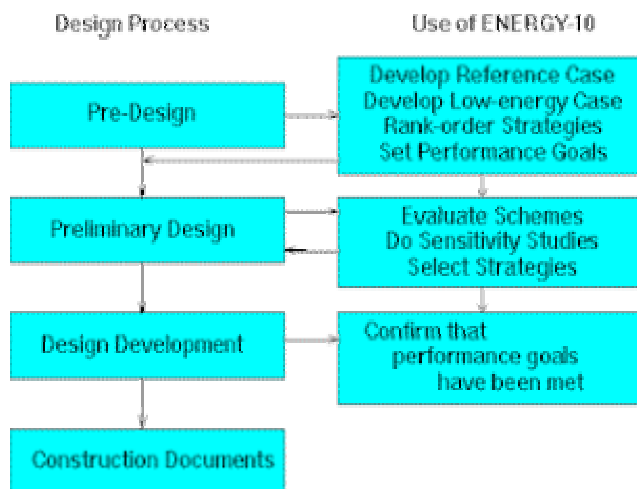 Design Process
Use of ENERGY-10
Pre-Design
Develop Reference Case
Develop Low-energy Case
Rank-order Strategies
Set Performance Goals
Preliminary Design
Evaluate Schemes
Do Sensitivity Studies
Select Strategies
Design Development
Confirm that
performance goals
have been met
Construction Documents